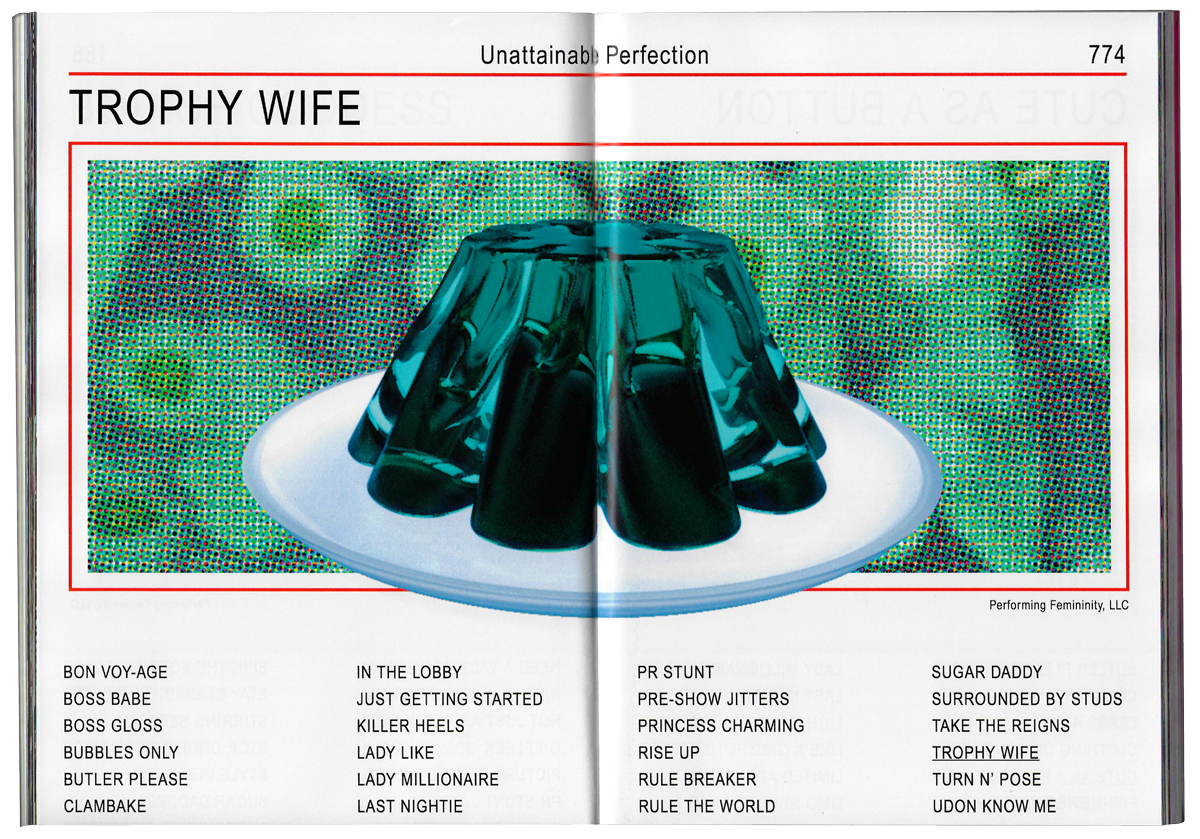 Unattainable Perfection
774
TROPHY WIFE
Performing Femininity, LLC
BON VOY-AGE
BOSS BABE
BOSS GLOSS
BUBBLES ONLY
BUTLER PLEASE
CLAMBAKE
IN THE LOBBY
JUST GETTING STARTED
KILLER HEELS
LADY LIKE
LADY MILLIONAIRE
LAST NIGHTIE
PR STUNT
PRE-SHOW JITTERS
PRINCESS CHARMING
RISE UP
RULE BREAKER
RULE THE WORLD
SUGAR DADDY
SURROUNDED BY STUDS
TAKE THE REIGNS
TROPHY WIFE
TURN N' POSE
UDON KNOW ME
CUTE AS A BUTTON